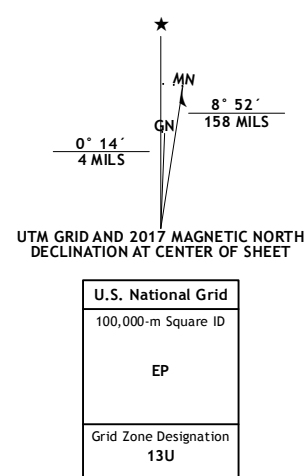 MN
GN
8° 52´
158 MILS
0° 14´
4 MILS
UTM GRID AND 2017 MAGNETIC NORTH
DECLINATION AT CENTER OF SHEET
U.S. National Grid
100,000-m Square ID
EP
Grid Zone Designation
13U